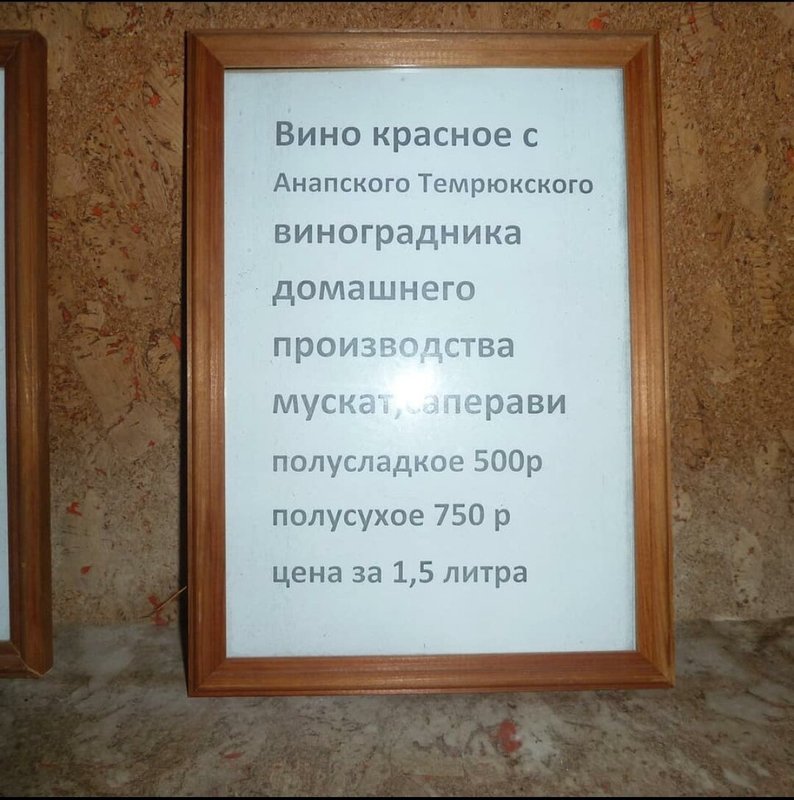 Вино красное с
Анапского Темрюкского
виноградника
домашнего
производства
мускат,саперави
полусладкое 500р
полусухое 750 р
цена за 1,5 литра